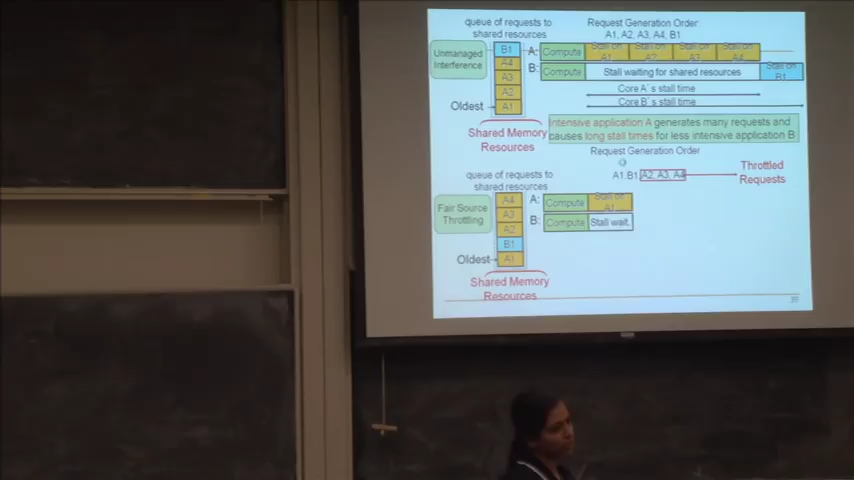 queue of requests to
shared resources
Request Generation Order
A1, A2, A3, A4, B1
Unmanaged
Interference
B1
A4
A3
A2
Oldest A1
A: Compute Stall on A1 Stall on A2 Stall on A3 Stall on A4
B: Compute Stall waiting for shared resources Stall on B1
Core A's stall time
Core B's stall time
Shared Memory
Resources
Intensive application A generates many requests and
causes long stall times for less intensive application B
Request Generation Order
A1, B1 A2, A3, A4
Throttled
Requests
queue of requests to
shared resources
Fair Source
Throttling
A4
A3
A2
B1
Oldest A1
A: Compute Stall on A1
B: Compute Stall wait.
Shared Memory
Resources